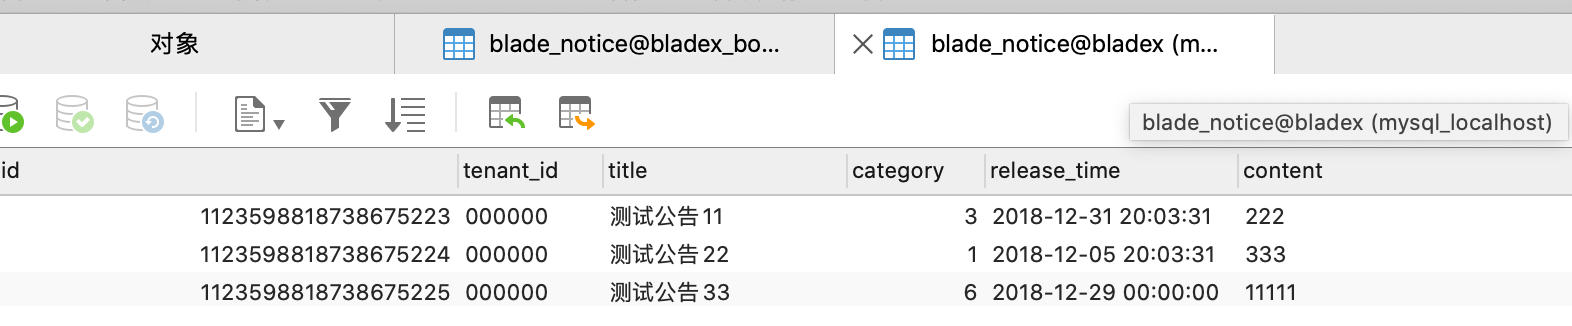 对象
blade_notice@bladex_bo...
blade_notice@bladex (m...
blade_notice@bladex (mysql_localhost)
id tenant_id title category release_time content
1123598818738675223 000000 测试公告11 3 2018-12-31 20:03:31 222
1123598818738675224 000000 测试公告22 1 2018-12-05 20:03:31 333
1123598818738675225 000000 测试公告33 6 2018-12-29 00:00:00 11111